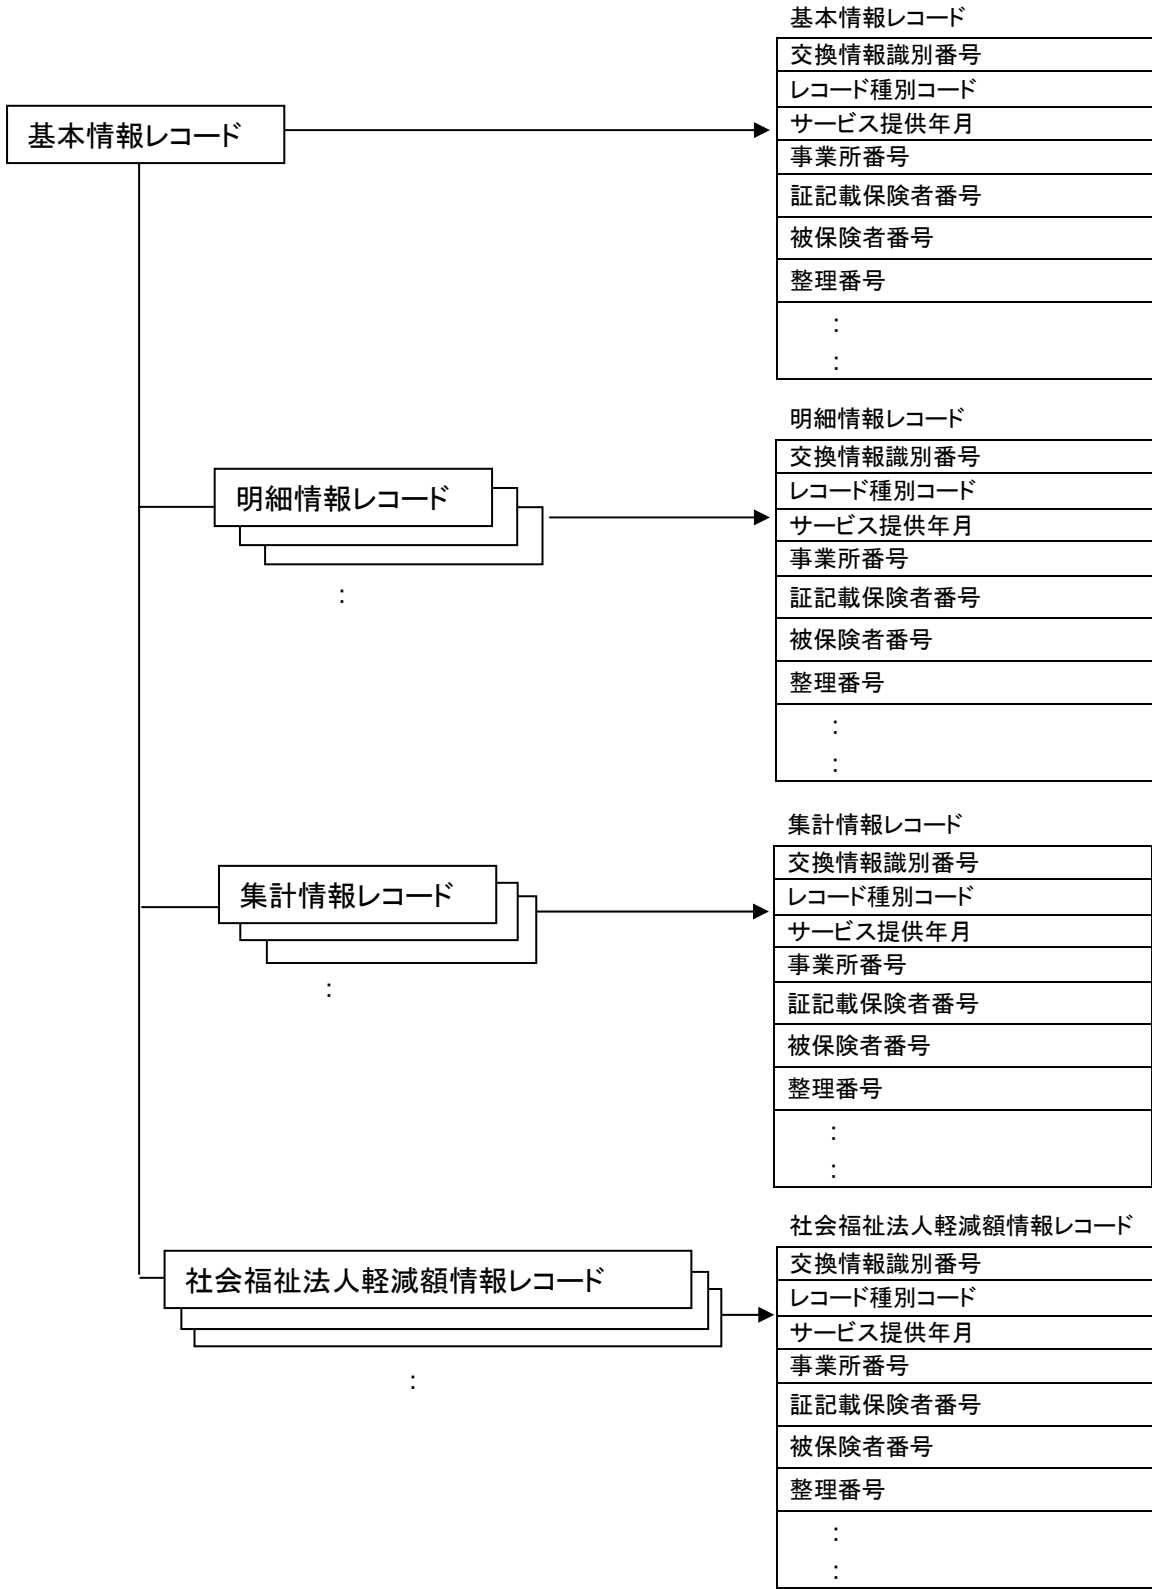 基本情報レコード
基本情報レコード
交換情報識別番号
レコード種別コード
サービス提供年月
事業所番号
証記載保険者番号
被保険者番号
整理番号
:
:
明細情報レコード
:
明細情報レコード
交換情報識別番号
レコード種別コード
サービス提供年月
事業所番号
証記載保険者番号
被保険者番号
整理番号
:
:
集計情報レコード
:
集計情報レコード
交換情報識別番号
レコード種別コード
サービス提供年月
事業所番号
証記載保険者番号
被保険者番号
整理番号
:
:
社会福祉法人軽減額情報レコード
:
社会福祉法人軽減額情報レコード
交換情報識別番号
レコード種別コード
サービス提供年月
事業所番号
証記載保険者番号
被保険者番号
整理番号
:
: